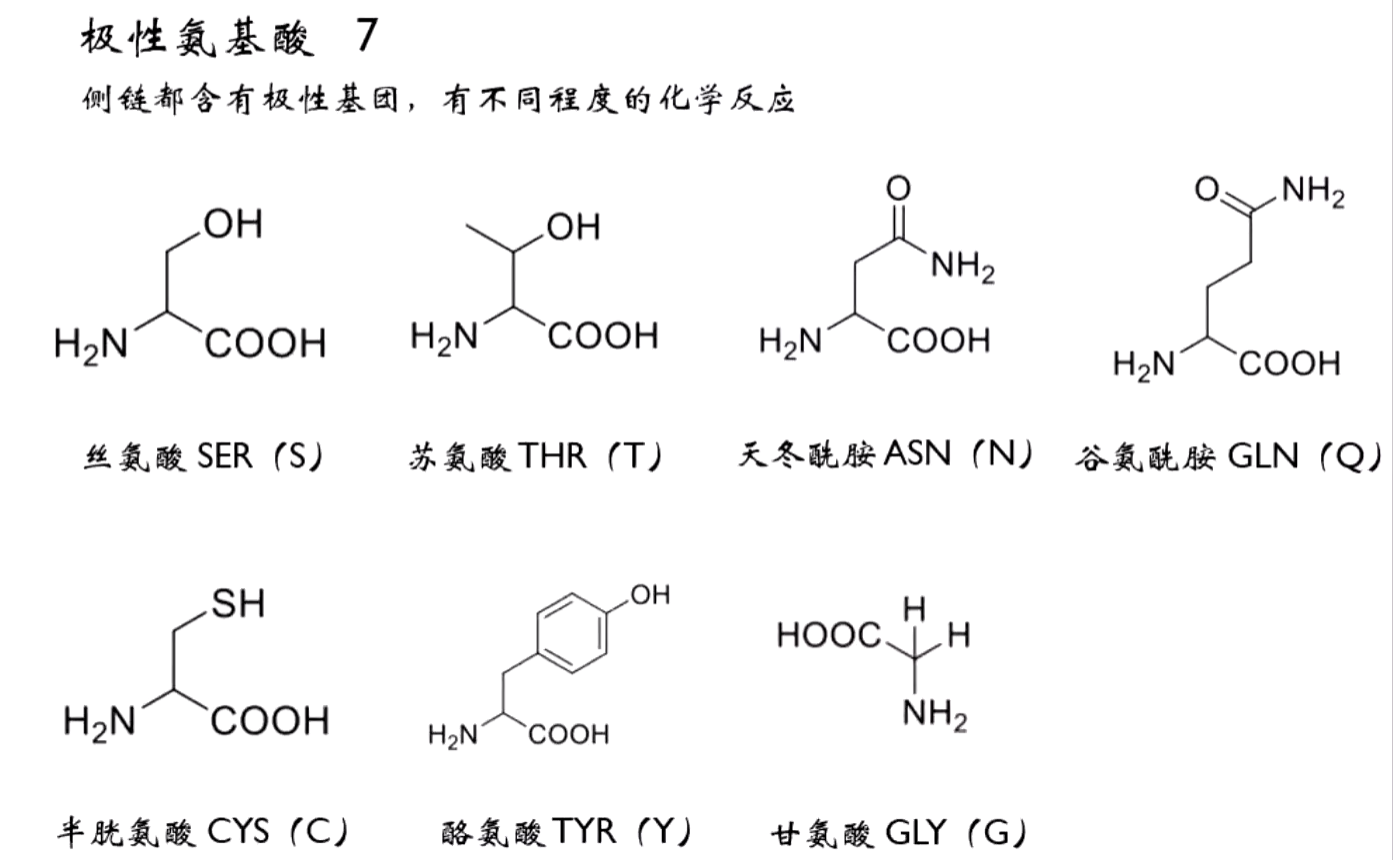 极性氨基酸 7
侧链都含有极性基团，有不同程度的化学反应
OH
H₂N COOH
OH
H₂N COOH
O
NH₂
H₂N COOH
O NH₂
H₂N COOH
丝氨酸 SER（S） 苏氨酸 THR（T） 天冬酰胺 ASN（N） 谷氨酰胺 GLN（Q）
SH
H₂N COOH
OH
H₂N COOH
H
HOOC H
NH₂
半胱氨酸 CYS（C） 酪氨酸 TYR（Y） 甘氨酸 GLY（G）